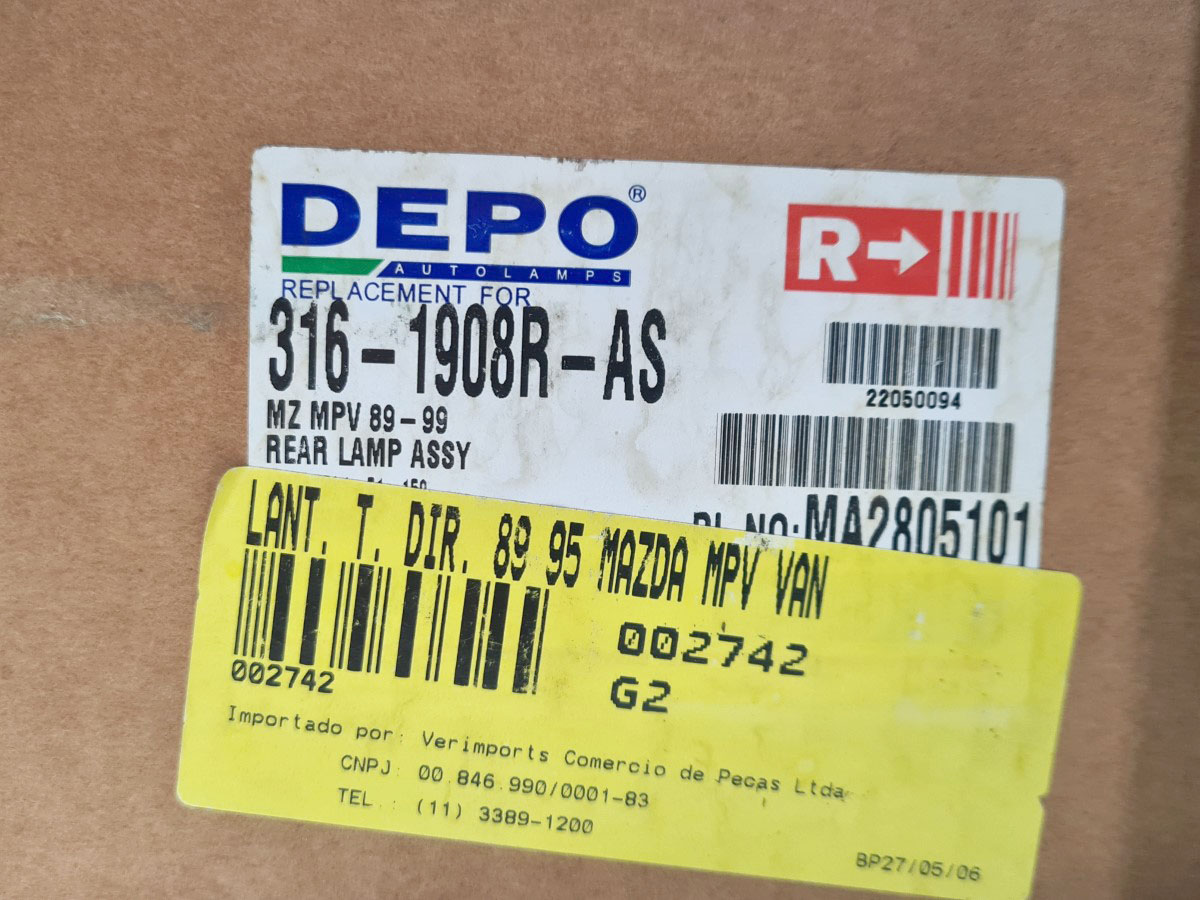 DEPO®
AUTOLAMPS
REPLACEMENT FOR
316-1908R-AS
MZ MPV 89-99
REAR LAMP ASSY
R→
22050094
MA2805101
LANT. T. DIR. 89 95 MAZDA MPV VAN
002742
002742
G2
Importado por: Verimports Comercio de Peças Ltda
CNPJ: 00.846.990/0001-83
TEL.: (11) 3389-1200
BP27/05/06